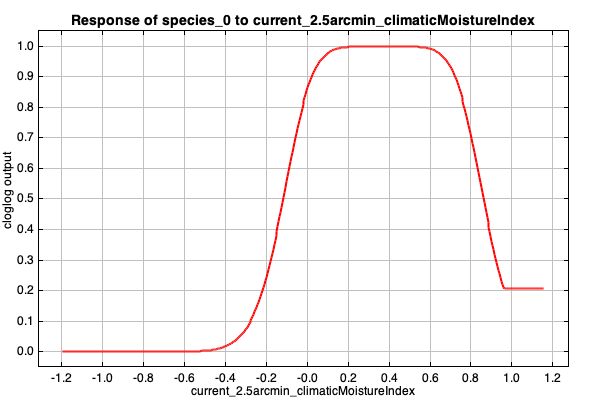 Response of species_0 to current_2.5arcmin_climaticMoistureIndex
cloglog output
1.0
0.9
0.8
0.7
0.6
0.5
0.4
0.3
0.2
0.1
0.0
-1.2 -1.0 -0.8 -0.6 -0.4 -0.2 -0.0 0.2 0.4 0.6 0.8 1.0 1.2
current_2.5arcmin_climaticMoistureIndex